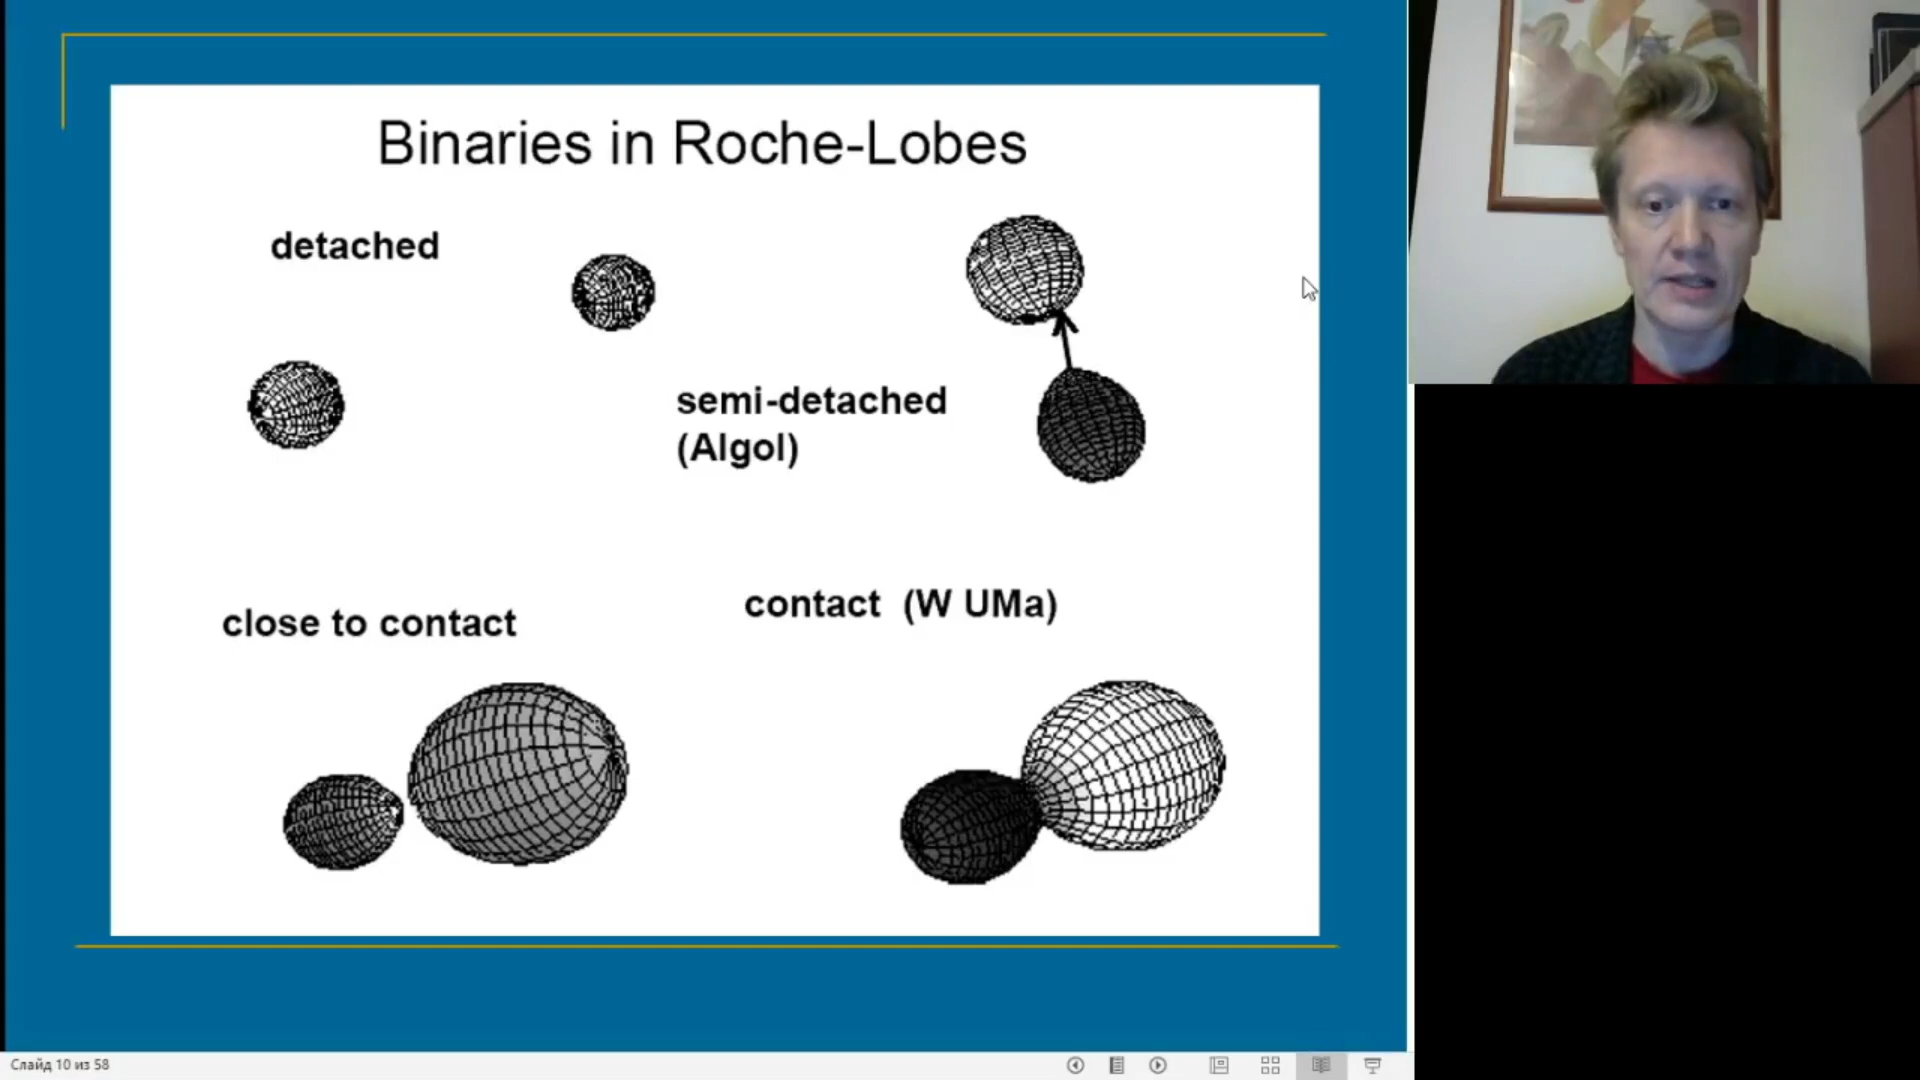 Binaries in Roche-Lobes
detached
semi-detached
(Algol)
close to contact
contact (W UMa)
Слайд 10 из 58